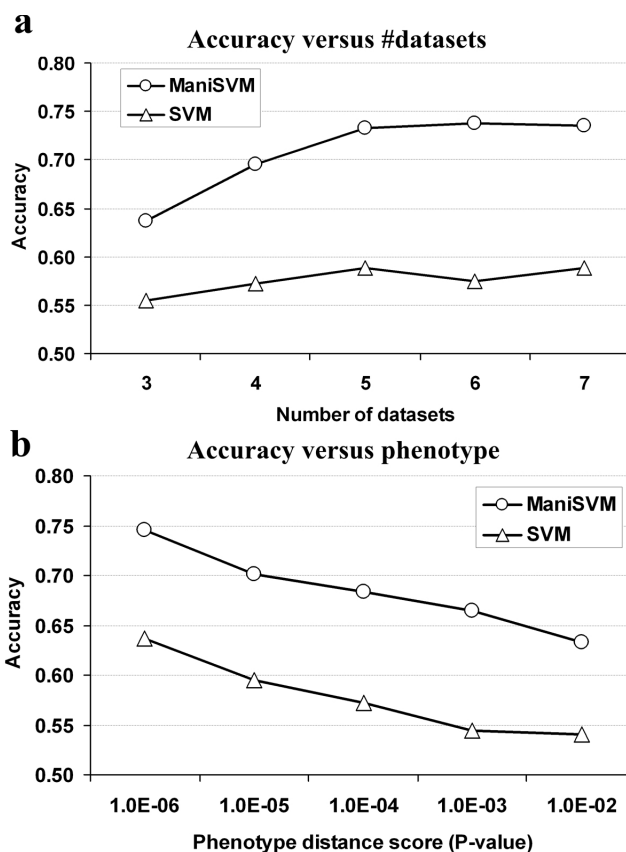 a
Accuracy versus #datasets
0.80
0.75
0.70
0.65
0.60
0.55
0.50
Accuracy
ManiSVM
SVM
3 4 5 6 7
Number of datasets
b
Accuracy versus phenotype
0.80
0.75
0.70
0.65
0.60
0.55
0.50
Accuracy
ManiSVM
SVM
1.0E-06 1.0E-05 1.0E-04 1.0E-03 1.0E-02
Phenotype distance score (P-value)